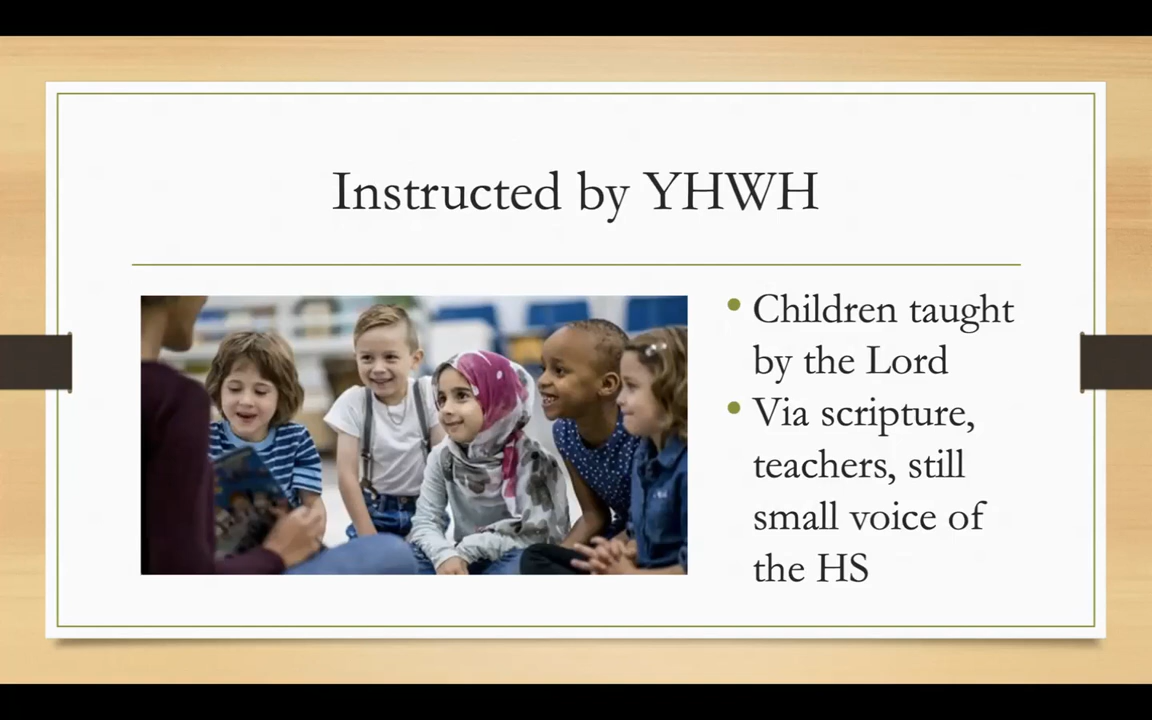 Instructed by YHWH
• Children taught
by the Lord
• Via scripture,
teachers, still
small voice of
the HS